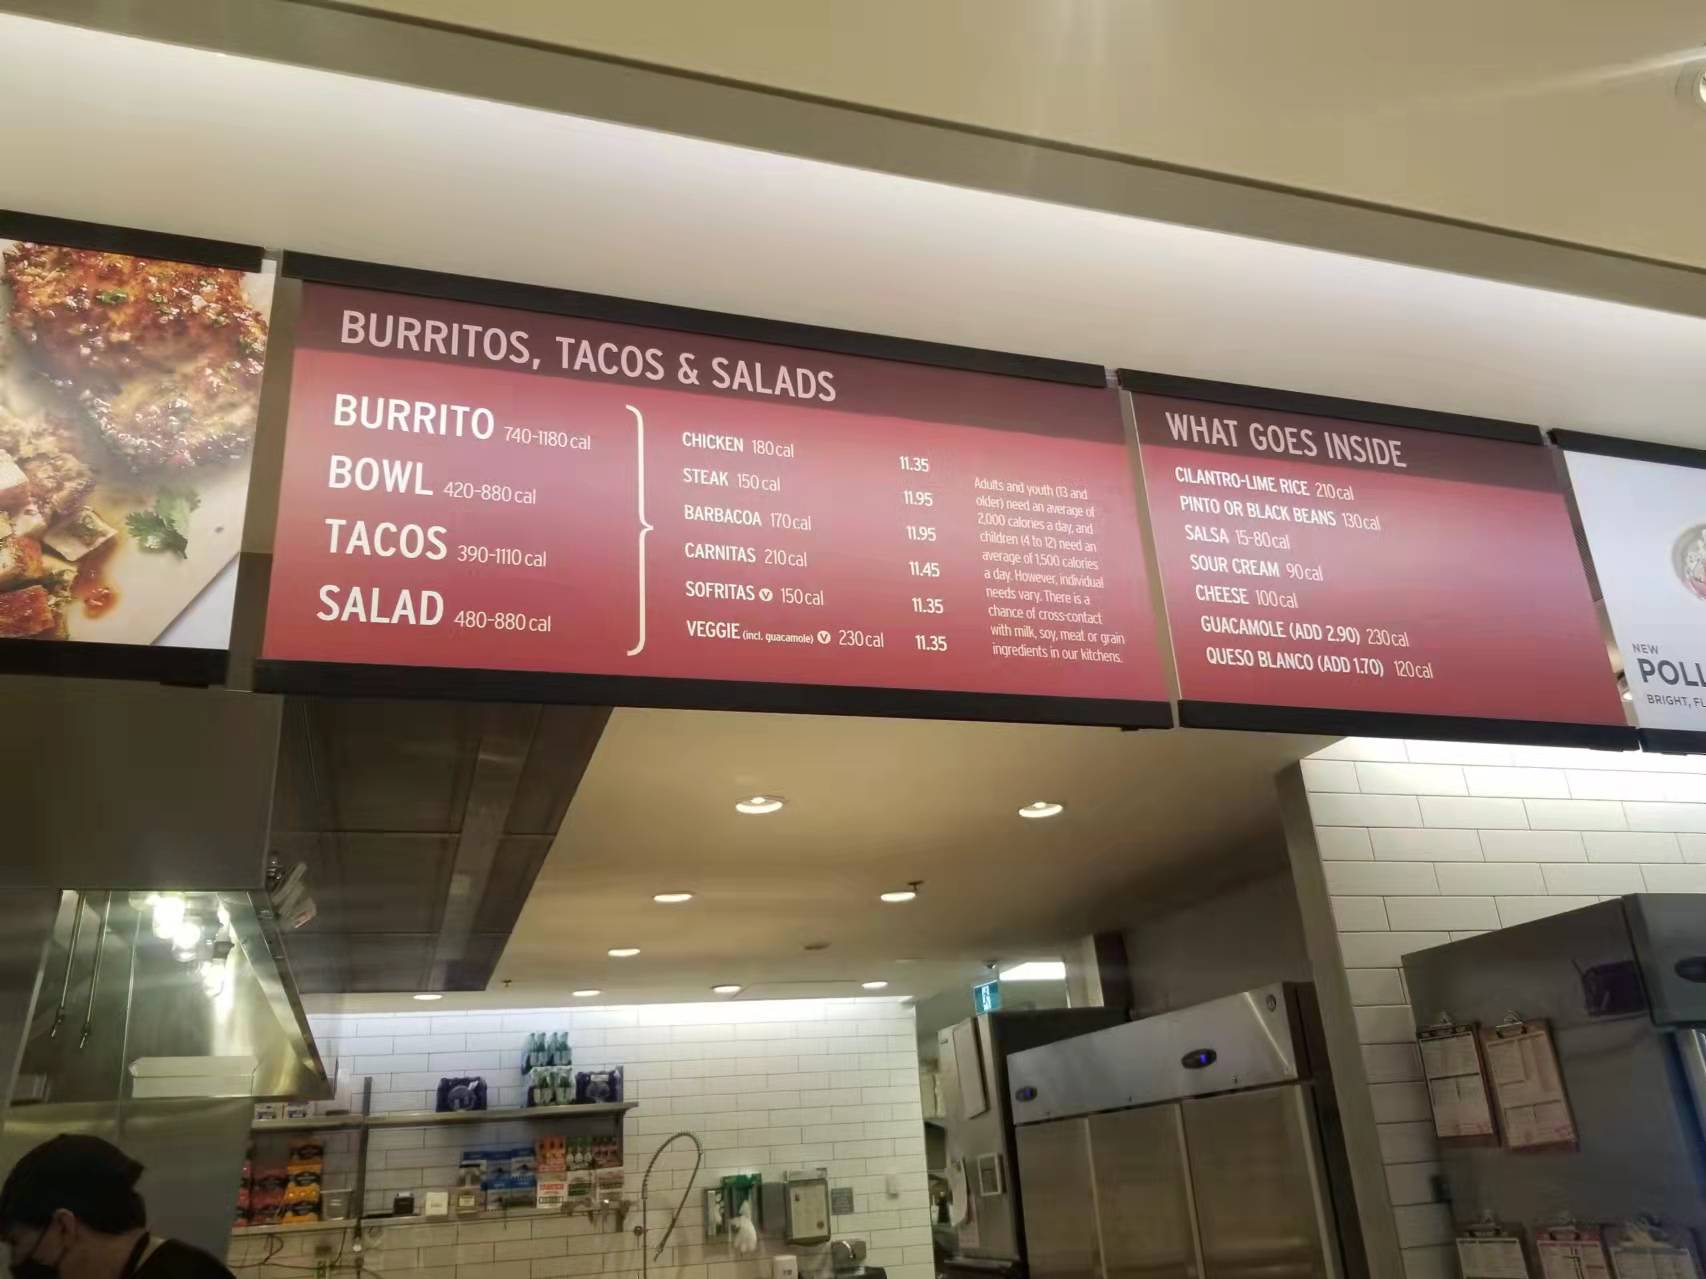 BURRITOS, TACOS & SALADS
BURRITO 740-1180 cal
BOWL 420-880 cal
TACOS 390-1110 cal
SALAD 480-880 cal
CHICKEN 180 cal 11.35
STEAK 150 cal 11.95
BARBACOA 170 cal 11.95
CARNITAS 210 cal 11.45
SOFRITAS V 150 cal 11.35
VEGGIE (incl. guacamole) V 230 cal 11.35
Adults and youth (13 and
older) need an average of
2,000 calories a day, and
children (4 to 12) need an
average of 1,500 calories
a day. However, individual
needs vary. There is a
chance of cross-contact
with milk, soy, meat or grain
ingredients in our kitchens.
WHAT GOES INSIDE
CILANTRO-LIME RICE 210 cal
PINTO OR BLACK BEANS 130 cal
SALSA 15-80 cal
SOUR CREAM 90 cal
CHEESE 100 cal
GUACAMOLE (ADD 2.90) 230 cal
QUESO BLANCO (ADD 1.70) 120 cal
NEW
POLL
BRIGHT, FL